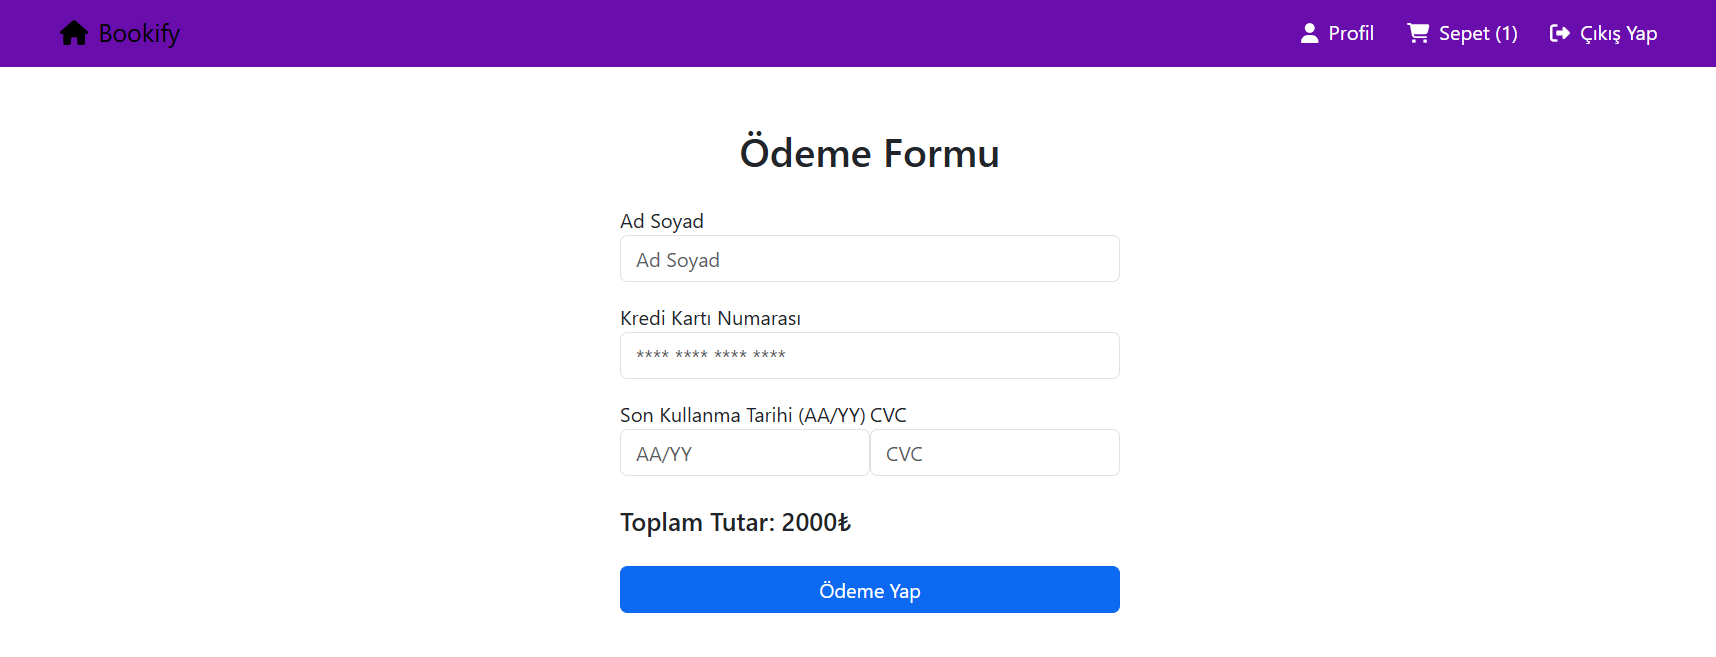 Bookify Profil Sepet (1) Çıkış Yap
Ödeme Formu
Ad Soyad
Ad Soyad
Kredi Kartı Numarası
**** **** **** ****
Son Kullanma Tarihi (AA/YY) CVC
AA/YY CVC
Toplam Tutar: 2000₺
Ödeme Yap